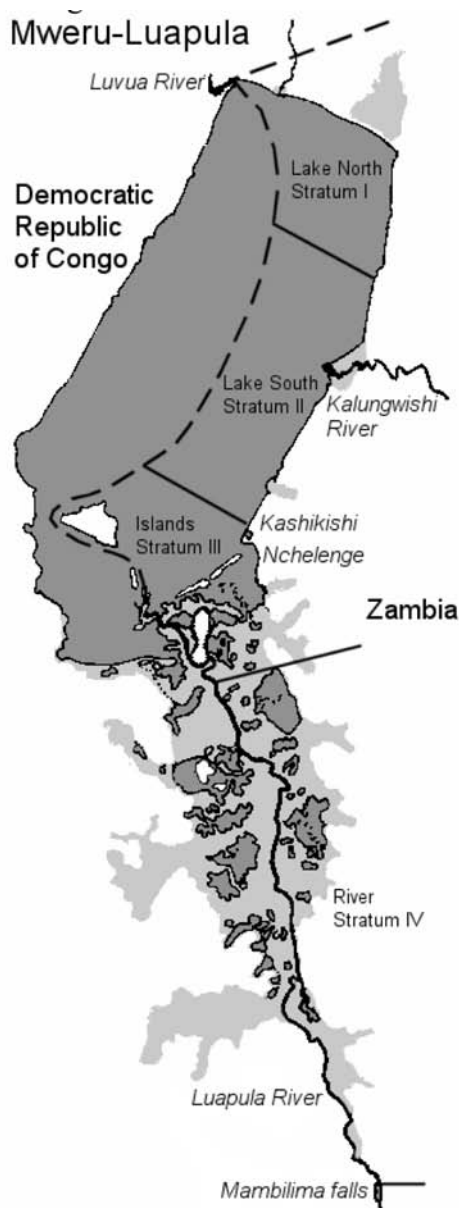 Mweru-Luapula
Luvua River
Lake North
Stratum I
Democratic
Republic
of Congo
Lake South
Stratum II
Kalungwishi
River
Islands
Stratum III
Kashikishi
Nchelenge
Zambia
River
Stratum IV
Luapula River
Mambilima falls